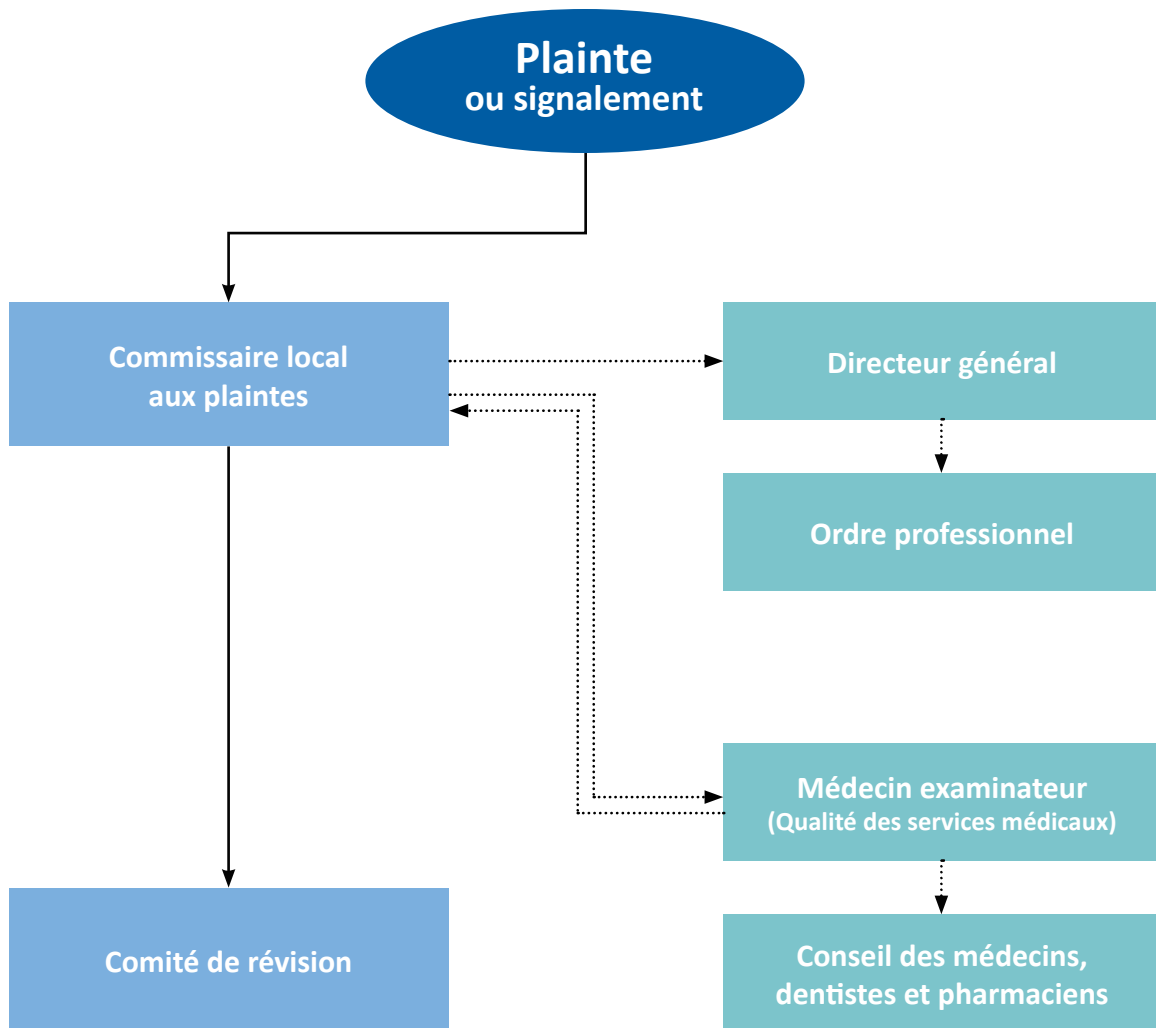 Plainte
ou signalement
Commissaire local
aux plaintes
Directeur général
Ordre professionnel
Médecin examinateur
(Qualité des services médicaux)
Comité de révision
Conseil des médecins,
dentistes et pharmaciens